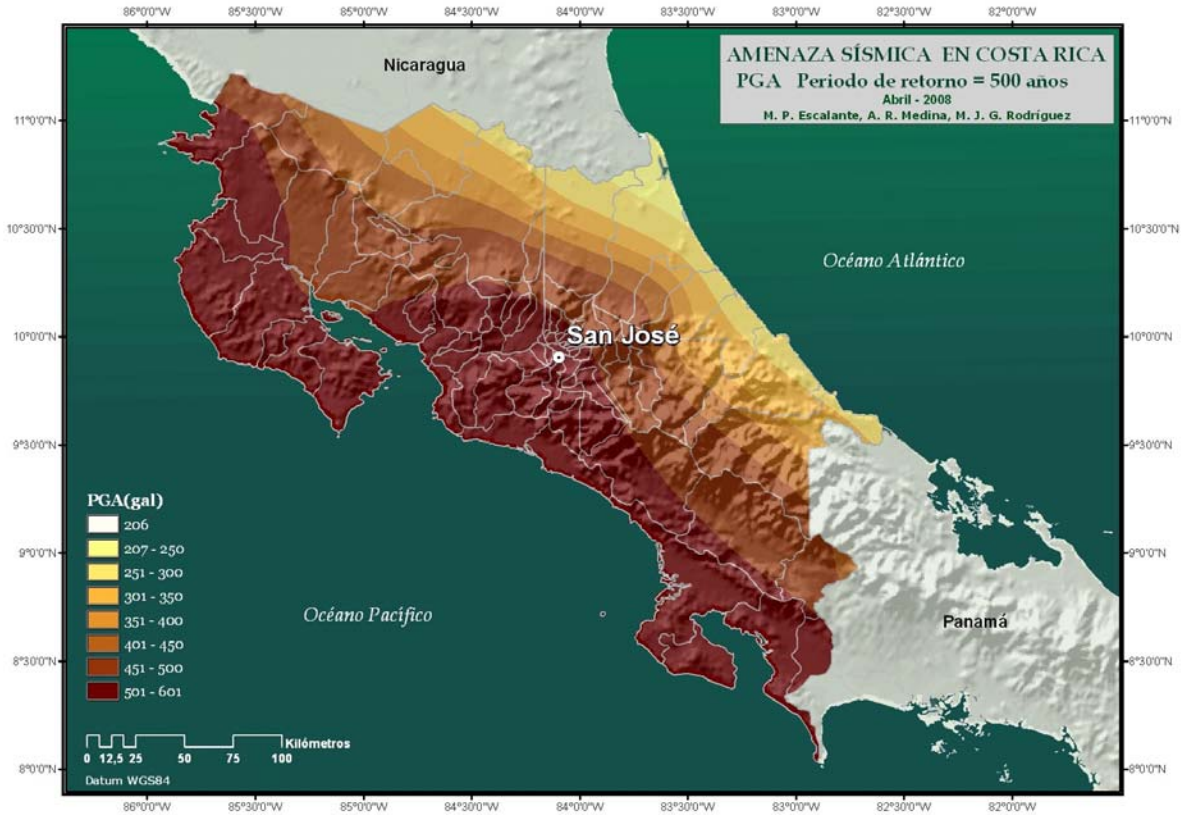 86°0'0"W 85°30'0"W 85°0'0"W 84°30'0"W 84°0'0"W 83°30'0"W 83°0'0"W 82°30'0"W 82°0'0"W
AMENAZA SÍSMICA EN COSTA RICA
PGA Periodo de retorno = 500 años
Abril - 2008
M. P. Escalante, A. R. Medina, M. J. G. Rodríguez
Nicaragua
11°0'0"N 11°0'0"N
10°30'0"N 10°30'0"N
Océano Atlántico
10°0'0"N 10°0'0"N
San José
9°30'0"N 9°30'0"N
PGA(gal)
206
207 - 250
251 - 300
301 - 350
351 - 400
401 - 450
451 - 500
501 - 601
9°0'0"N 9°0'0"N
Océano Pacífico
Panamá
8°30'0"N 8°30'0"N
Kilómetros
0 12,5 25 50 75 100
8°0'0"N 8°0'0"N
Datum WGS84
86°0'0"W 85°30'0"W 85°0'0"W 84°30'0"W 84°0'0"W 83°30'0"W 83°0'0"W 82°30'0"W 82°0'0"W